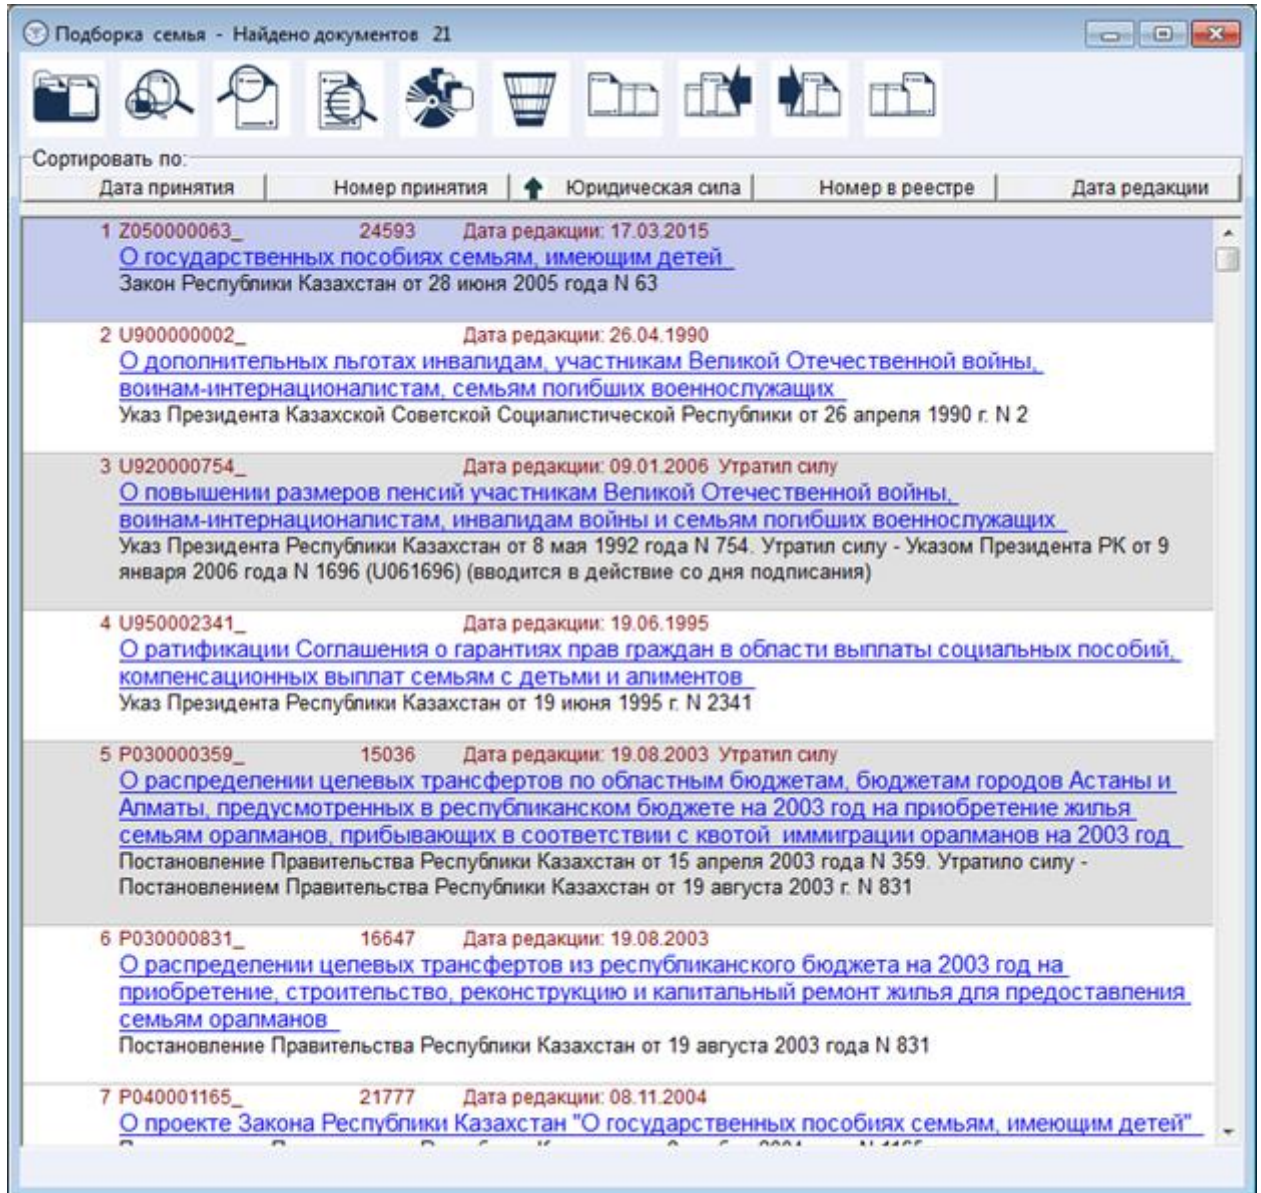 Подборка семья - Найдено документов 21
Сортировать по:
Дата принятия Номер принятия Юридическая сила Номер в реестре Дата редакции
1 Z050000063_ 24593 Дата редакции: 17.03.2015
О государственных пособиях семьям, имеющим детей
Закон Республики Казахстан от 28 июня 2005 года N 63
2 U900000002_ Дата редакции: 26.04.1990
О дополнительных льготах инвалидам, участникам Великой Отечественной войны,
воинам-интернационалистам, семьям погибших военнослужащих
Указ Президента Казахской Советской Социалистической Республики от 26 апреля 1990 г. N 2
3 U920000754_ Дата редакции: 09.01.2006 Утратил силу
О повышении размеров пенсий участникам Великой Отечественной войны,
воинам-интернационалистам, инвалидам войны и семьям погибших военнослужащих
Указ Президента Республики Казахстан от 8 мая 1992 года N 754. Утратил силу - Указом Президента РК от 9
января 2006 года N 1696 (U061696) (вводится в действие со дня подписания)
4 U950002341_ Дата редакции: 19.06.1995
О ратификации Соглашения о гарантиях прав граждан в области выплаты социальных пособий,
компенсационных выплат семьям с детьми и алиментов
Указ Президента Республики Казахстан от 19 июня 1995 г. N 2341
5 P030000359_ 15036 Дата редакции: 19.08.2003 Утратил силу
О распределении целевых трансфертов по областным бюджетам, бюджетам городов Астаны и
Алматы, предусмотренных в республиканском бюджете на 2003 год на приобретение жилья
семьям оралманов, прибывающих в соответствии с квотой иммиграции оралманов на 2003 год
Постановление Правительства Республики Казахстан от 15 апреля 2003 года N 359. Утратило силу -
Постановлением Правительства Республики Казахстан от 19 августа 2003 г. N 831
6 P030000831_ 16647 Дата редакции: 19.08.2003
О распределении целевых трансфертов из республиканского бюджета на 2003 год на
приобретение, строительство, реконструкцию и капитальный ремонт жилья для предоставления
семьям оралманов
Постановление Правительства Республики Казахстан от 19 августа 2003 года N 831
7 P040001165_ 21777 Дата редакции: 08.11.2004
О проекте Закона Республики Казахстан "О государственных пособиях семьям, имеющим детей"